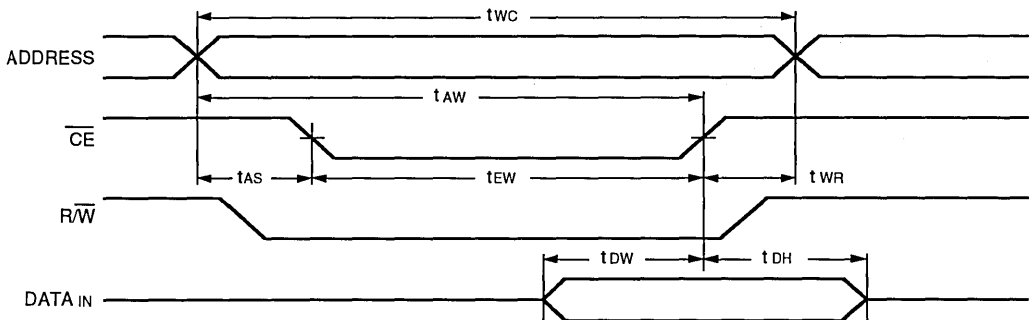 tWC
ADDRESS
tAW
CE
tAS
tEW
tWR
R/W
tDW
tDH
DATA IN